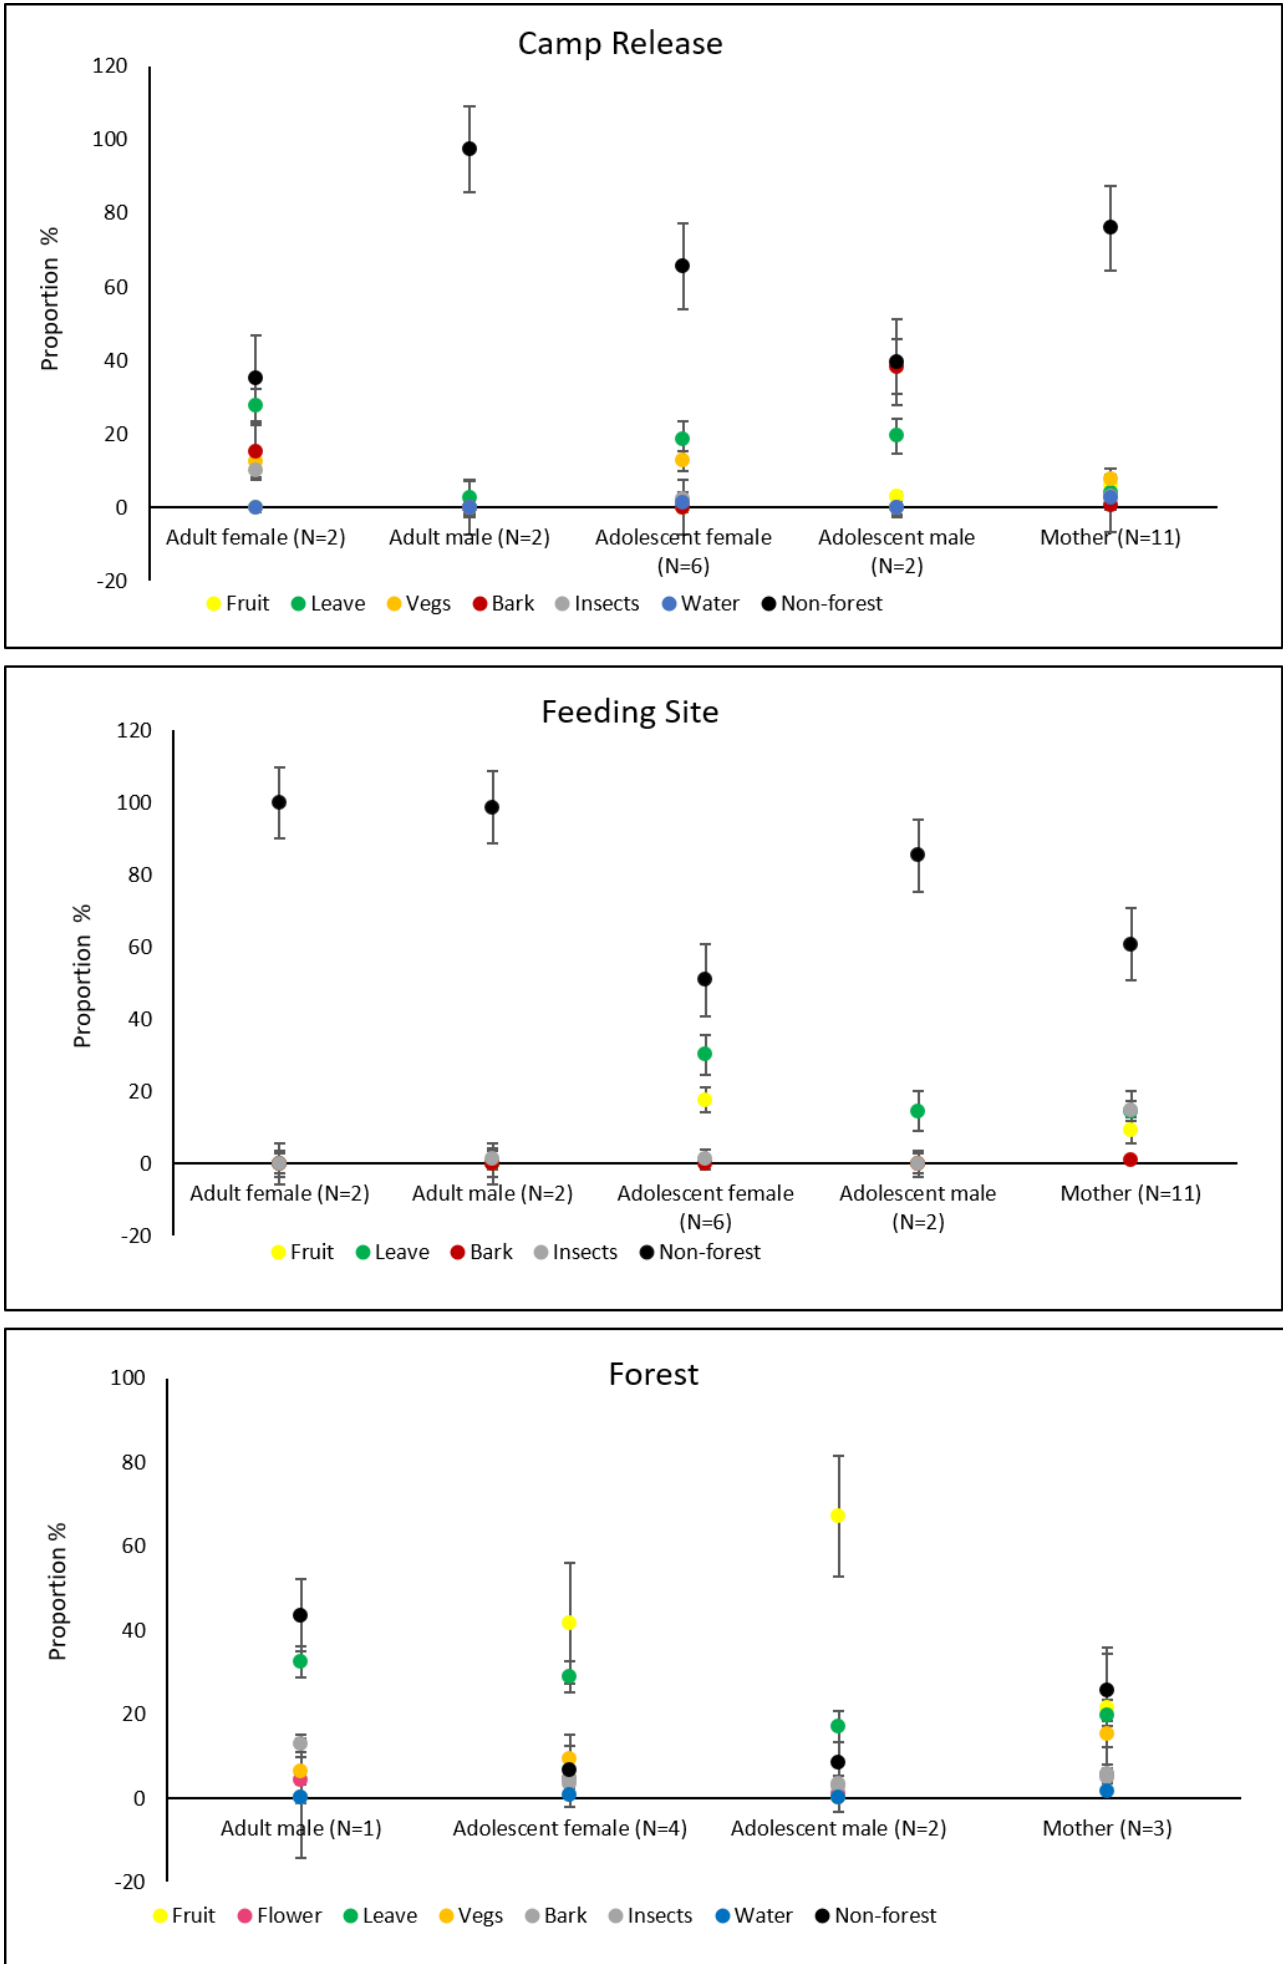 Camp Release
120
100
80
60
40
20
0
-20
Proportion %
Adult female (N=2) Adult male (N=2) Adolescent female (N=6) Adolescent male (N=2) Mother (N=11)
Fruit Leave Vegs Bark Insects Water Non-forest
Feeding Site
120
100
80
60
40
20
0
-20
Proportion %
Adult female (N=2) Adult male (N=2) Adolescent female (N=6) Adolescent male (N=2) Mother (N=11)
Fruit Leave Bark Insects Non-forest
Forest
100
80
60
40
20
0
-20
Proportion %
Adult male (N=1) Adolescent female (N=4) Adolescent male (N=2) Mother (N=3)
Fruit Flower Leave Vegs Bark Insects Water Non-forest